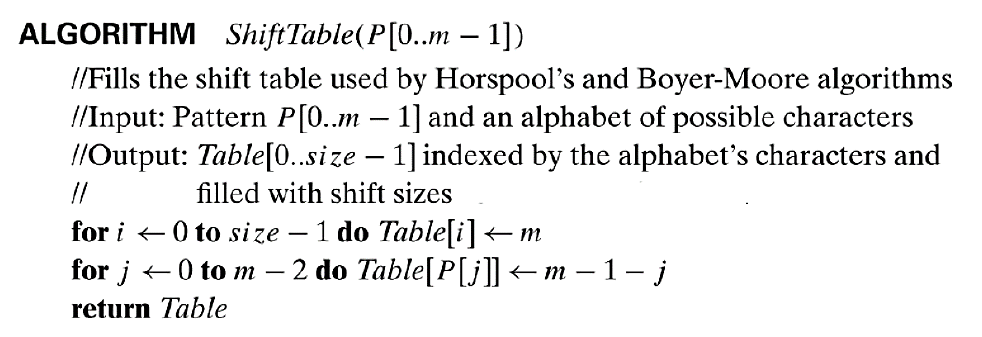 ALGORITHM ShiftTable(P[0..m − 1])
//Fills the shift table used by Horspool's and Boyer-Moore algorithms
//Input: Pattern P[0..m − 1] and an alphabet of possible characters
//Output: Table[0..size − 1] indexed by the alphabet's characters and
// filled with shift sizes
for i ← 0 to size − 1 do Table[i] ← m
for j ← 0 to m − 2 do Table[P[j]] ← m − 1 − j
return Table